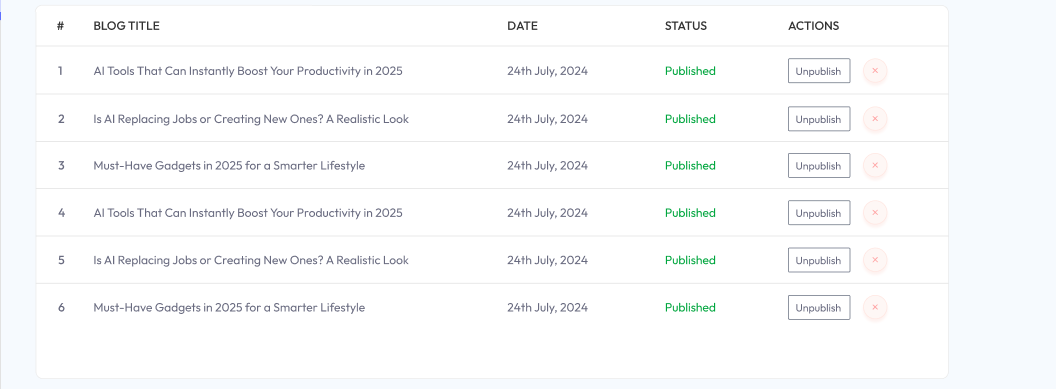 # BLOG TITLE DATE STATUS ACTIONS
1 AI Tools That Can Instantly Boost Your Productivity in 2025 24th July, 2024 Published Unpublish ×
2 Is AI Replacing Jobs or Creating New Ones? A Realistic Look 24th July, 2024 Published Unpublish ×
3 Must-Have Gadgets in 2025 for a Smarter Lifestyle 24th July, 2024 Published Unpublish ×
4 AI Tools That Can Instantly Boost Your Productivity in 2025 24th July, 2024 Published Unpublish ×
5 Is AI Replacing Jobs or Creating New Ones? A Realistic Look 24th July, 2024 Published Unpublish ×
6 Must-Have Gadgets in 2025 for a Smarter Lifestyle 24th July, 2024 Published Unpublish ×